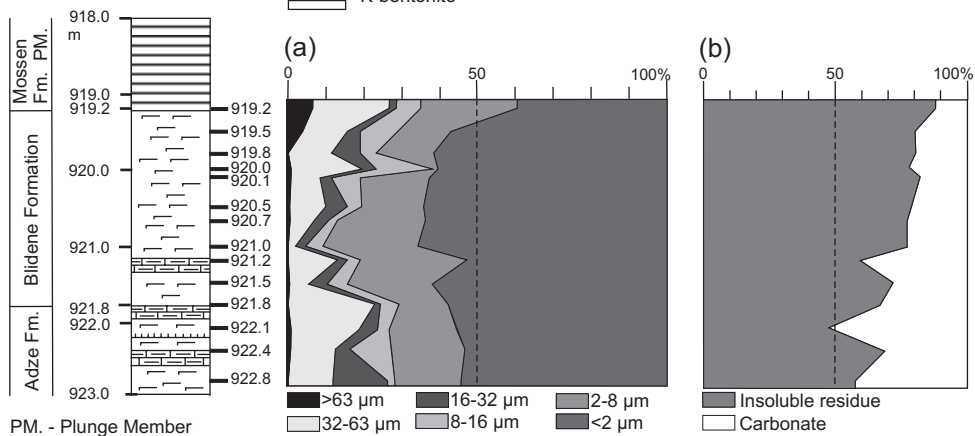 918.0
m
919.0
919.2
920.0
921.0
921.8
922.0
923.0
Mossen
Fm. PM.
Blidene Formation
Adze Fm.
919.2
919.5
919.8
920.0
920.1
920.5
920.7
921.0
921.2
921.5
921.8
922.1
922.4
922.8
PM. - Plunge Member
(a)
0 50 100%
>63 µm 16-32 µm 2-8 µm
32-63 µm 8-16 µm <2 µm
(b)
0 50 100%
Insoluble residue
Carbonate